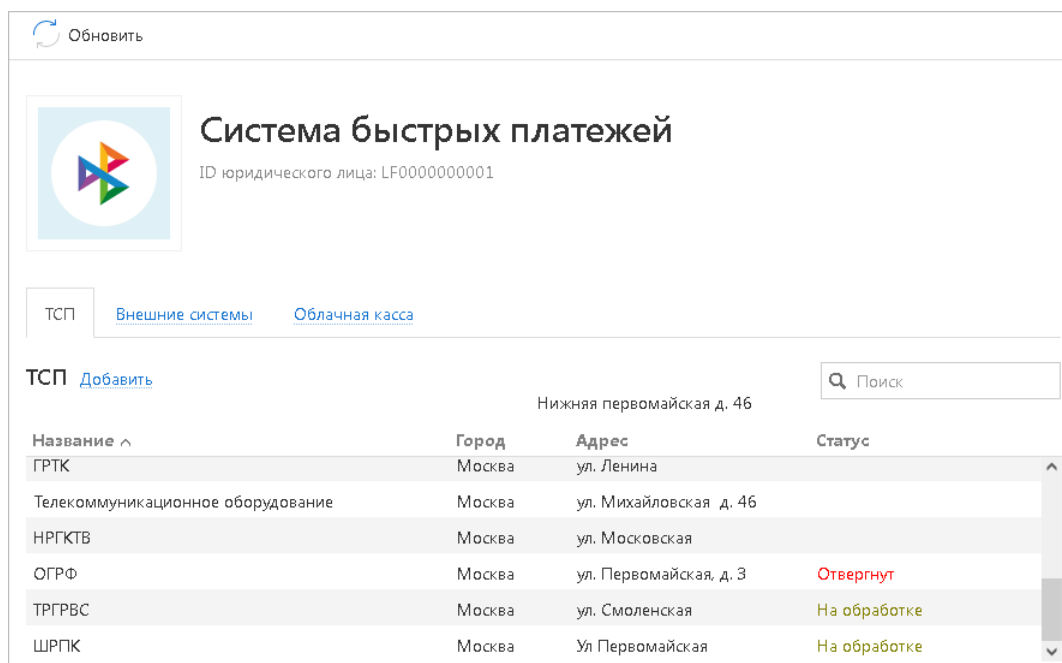 Обновить
Система быстрых платежей
ID юридического лица: LF0000000001
ТСП Внешние системы Облачная касса
ТСП Добавить
Поиск
Нижняя первомайская д. 46
Название Город Адрес Статус
ГРТК Москва ул. Ленина
Телекоммуникационное оборудование Москва ул. Михайловская д. 46
НРГКТВ Москва ул. Московская
ОГРФ Москва ул. Первомайская, д. 3 Отвергнут
ТРГРВС Москва ул. Смоленская На обработке
ШРПК Москва Ул Первомайская На обработке